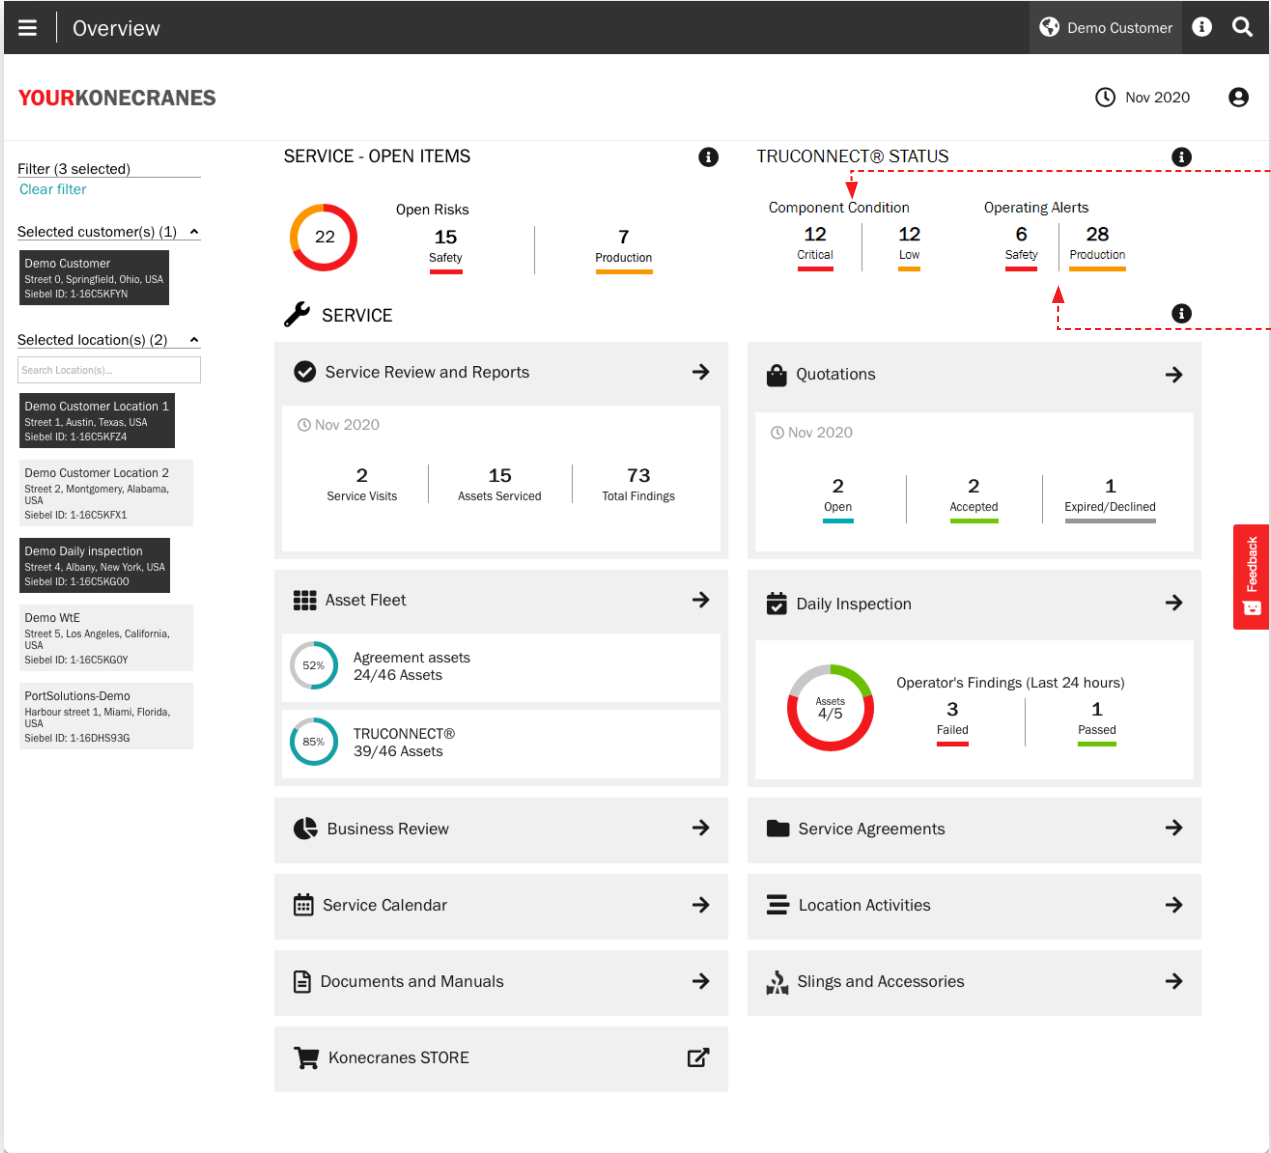 Overview
Demo Customer
YOURKONECRANES
Nov 2020
Filter (3 selected)
Clear filter
Selected customer(s) (1)
Demo Customer
Street 0, Springfield, Ohio, USA
Siebel ID: 1-16C5KFYN
Selected location(s) (2)
Search Location(s)...
Demo Customer Location 1
Street 1, Austin, Texas, USA
Siebel ID: 1-16C5KFZ4
Demo Customer Location 2
Street 2, Montgomery, Alabama,
USA
Siebel ID: 1-16C5KFX1
Demo Daily inspection
Street 4, Albany, New York, USA
Siebel ID: 1-16C5KG00
Demo WtE
Street 5, Los Angeles, California,
USA
Siebel ID: 1-16C5KG0Y
PortSolutions-Demo
Harbour street 1, Miami, Florida,
USA
Siebel ID: 1-16DHS93G
SERVICE - OPEN ITEMS
22
Open Risks
15
Safety
7
Production
TRUCONNECT® STATUS
Component Condition
12
Critical
12
Low
Operating Alerts
6
Safety
28
Production
SERVICE
Service Review and Reports
Nov 2020
2
Service Visits
15
Assets Serviced
73
Total Findings
Quotations
Nov 2020
2
Open
2
Accepted
1
Expired/Declined
Asset Fleet
52%
Agreement assets
24/46 Assets
85%
TRUCONNECT®
39/46 Assets
Daily Inspection
Assets
4/5
Operator's Findings (Last 24 hours)
3
Failed
1
Passed
Business Review
Service Agreements
Service Calendar
Location Activities
Documents and Manuals
Slings and Accessories
Konecranes STORE
Feedback